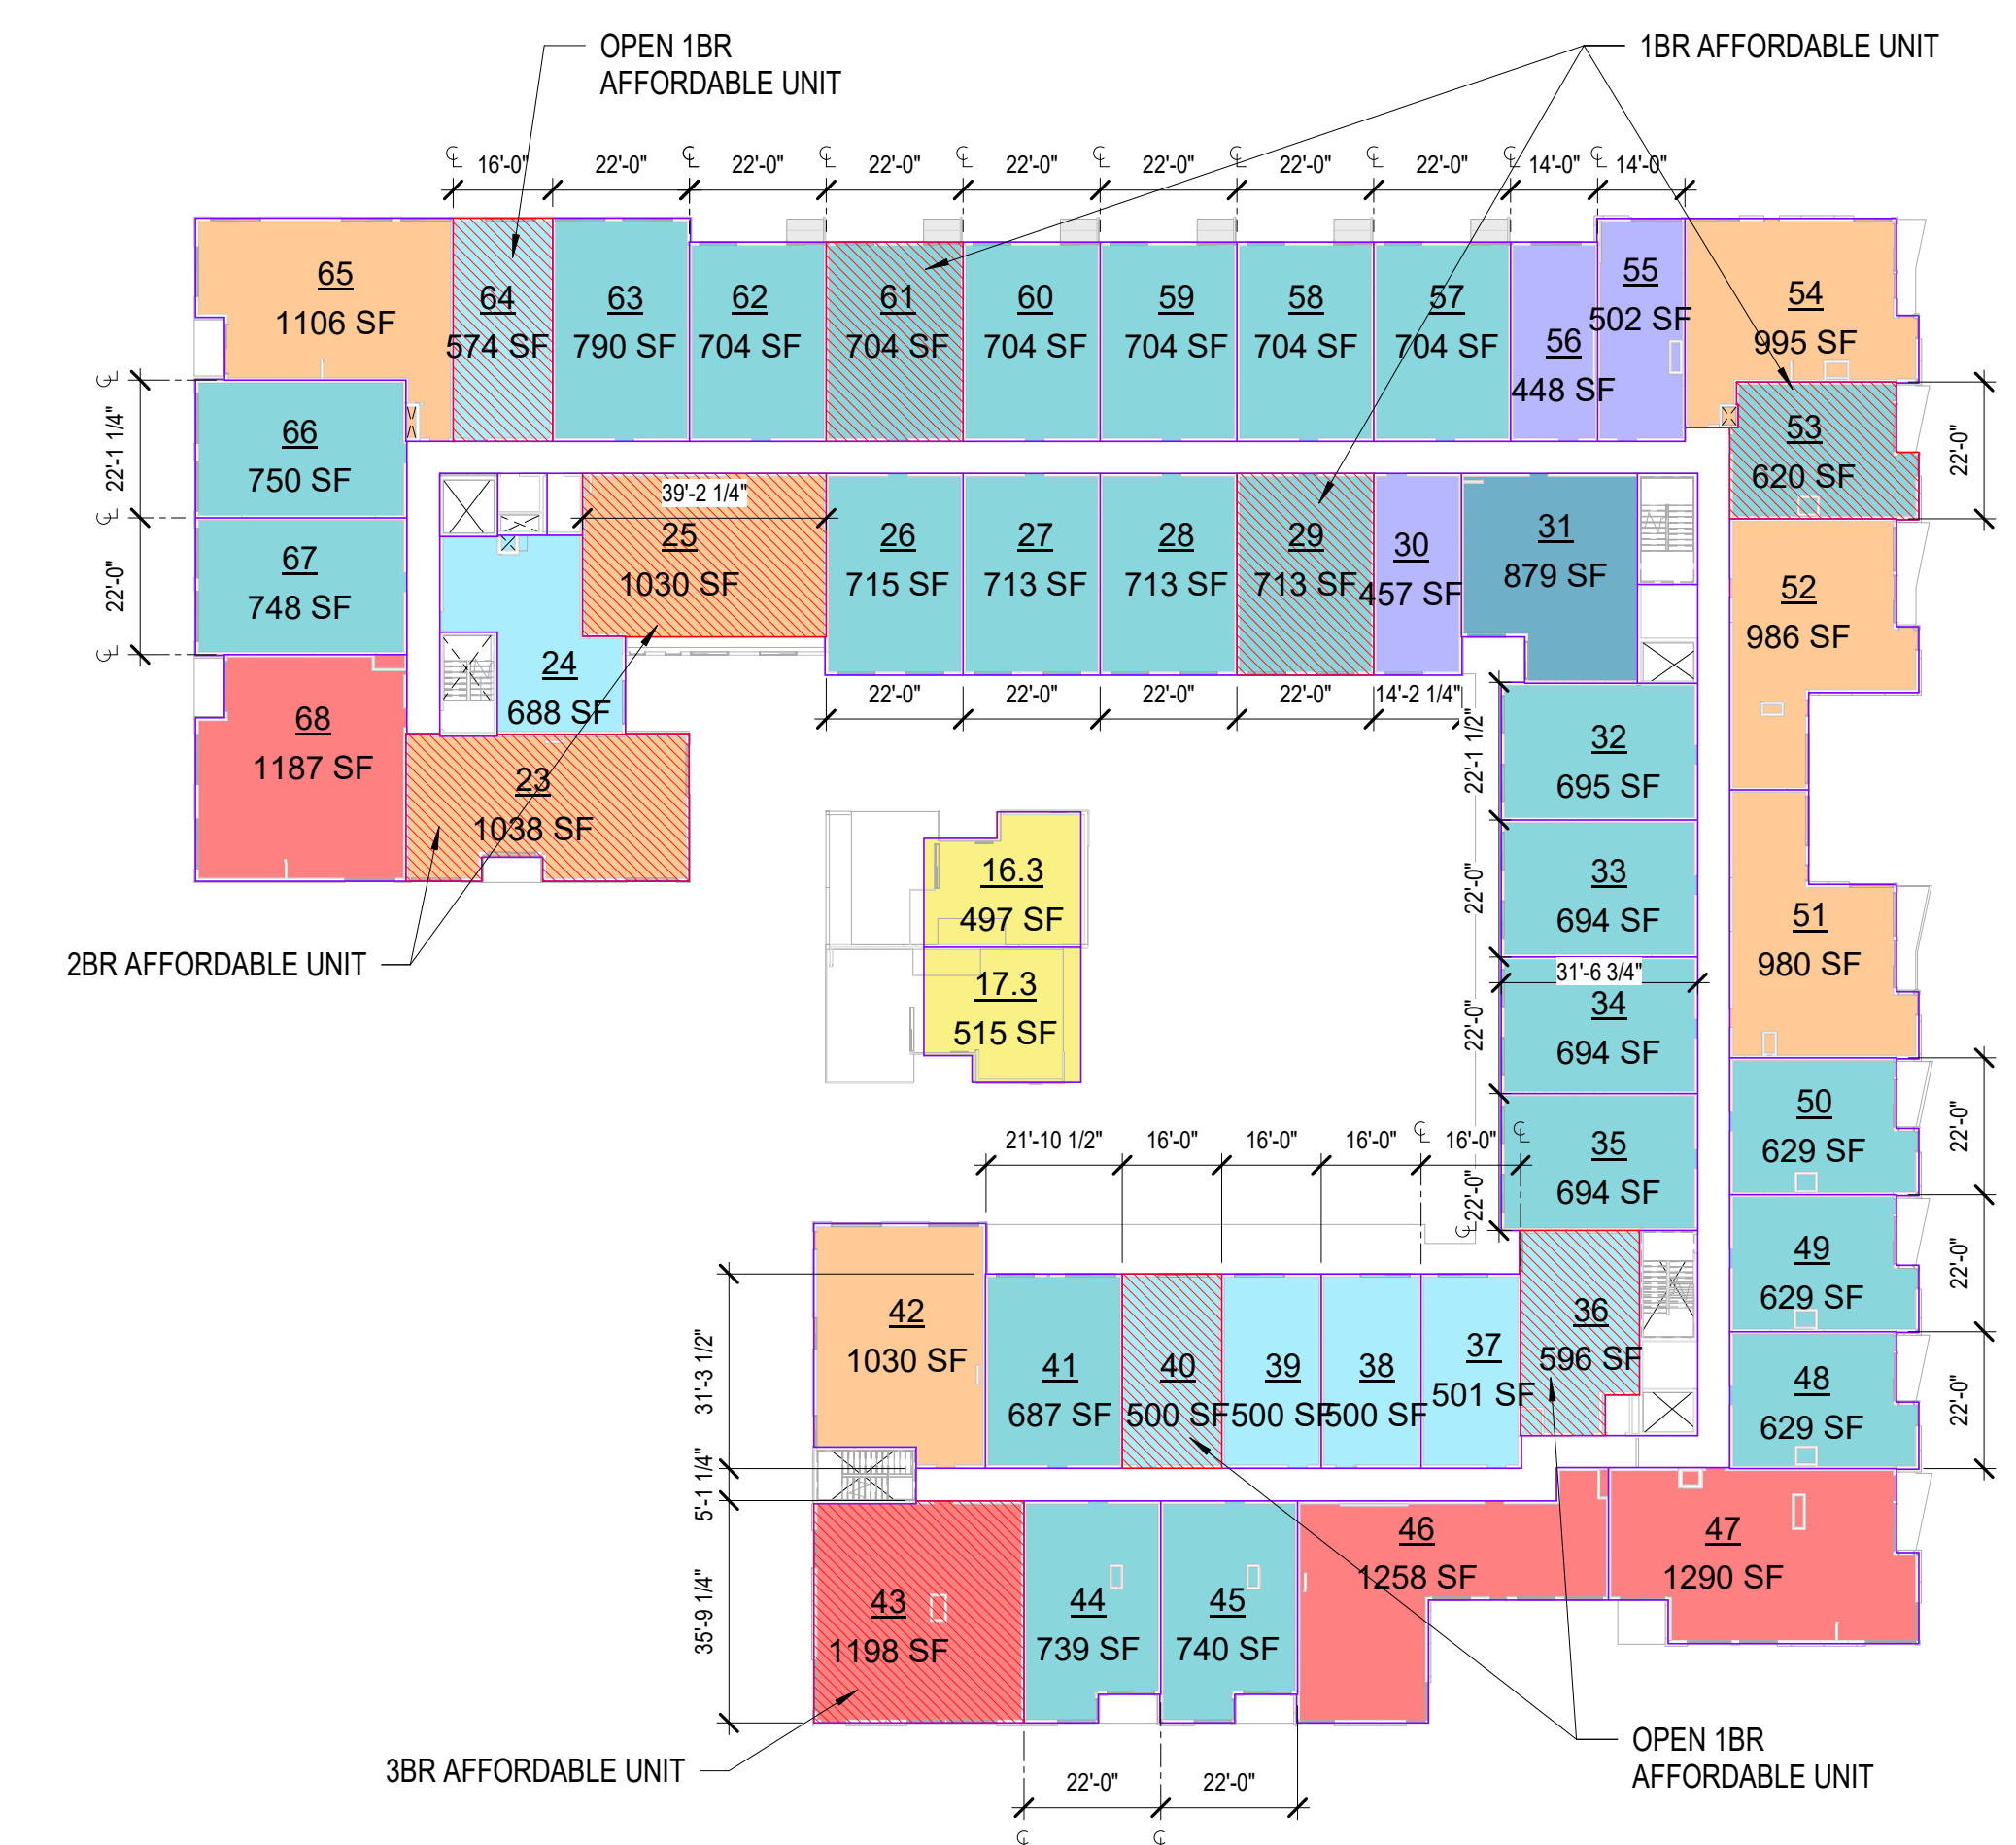 OPEN 1BR
AFFORDABLE UNIT
1BR AFFORDABLE UNIT
16'-0"
22'-0"
22'-0"
22'-0"
22'-0"
22'-0"
22'-0"
22'-0"
14'-0"
14'-0"
65
1106 SF
64
574 SF
63
790 SF
62
704 SF
61
704 SF
60
704 SF
59
704 SF
58
704 SF
57
704 SF
56
448 SF
55
502 SF
54
995 SF
22'-1 1/4"
66
750 SF
53
620 SF
22'-0"
22'-0"
67
748 SF
39'-2 1/4"
25
1030 SF
26
715 SF
27
713 SF
28
713 SF
29
713 SF
30
457 SF
31
879 SF
52
986 SF
24
688 SF
68
1187 SF
22'-0"
22'-0"
22'-0"
22'-0"
14'-2 1/4"
22'-1 1/2"
32
695 SF
23
1038 SF
2BR AFFORDABLE UNIT
16.3
497 SF
17.3
515 SF
22'-0"
33
694 SF
51
980 SF
31'-6 3/4"
22'-0"
34
694 SF
22'-0"
35
694 SF
50
629 SF
22'-0"
21'-10 1/2"
16'-0"
16'-0"
16'-0"
16'-0"
49
629 SF
22'-0"
31'-3 1/2"
42
1030 SF
41
687 SF
40
500 SF
39
500 SF
38
500 SF
37
501 SF
36
596 SF
48
629 SF
22'-0"
5'-1 1/4"
35'-9 1/4"
43
1198 SF
44
739 SF
45
740 SF
46
1258 SF
47
1290 SF
3BR AFFORDABLE UNIT
22'-0"
22'-0"
OPEN 1BR
AFFORDABLE UNIT